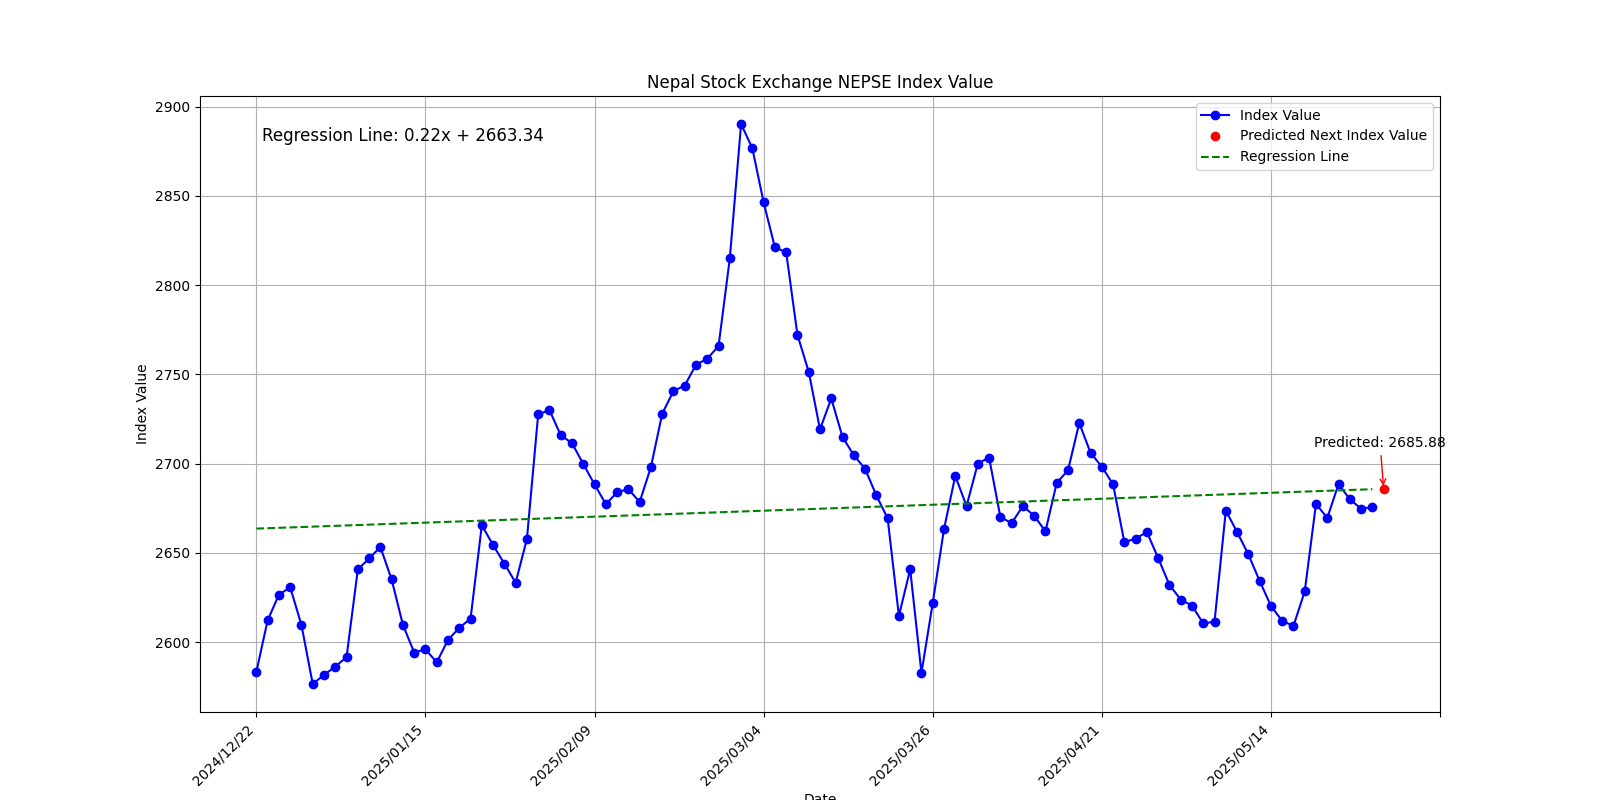 Nepal Stock Exchange NEPSE Index Value
2900
2850
2800
2750
2700
2650
2600
Index Value
Regression Line: 0.22x + 2663.34
Index Value
Predicted Next Index Value
Regression Line
Predicted: 2685.88
2024/12/22
2025/01/15
2025/02/09
2025/03/04
2025/03/26
2025/04/21
2025/05/14
Date